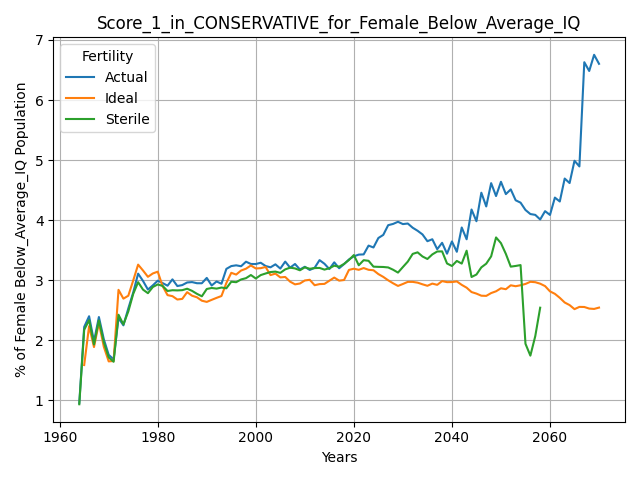 Score_1_in_CONSERVATIVE_for_Female_Below_Average_IQ
% of Female Below_Average_IQ Population
7
6
5
4
3
2
1
Fertility
Actual
Ideal
Sterile
1960 1980 2000 2020 2040 2060
Years